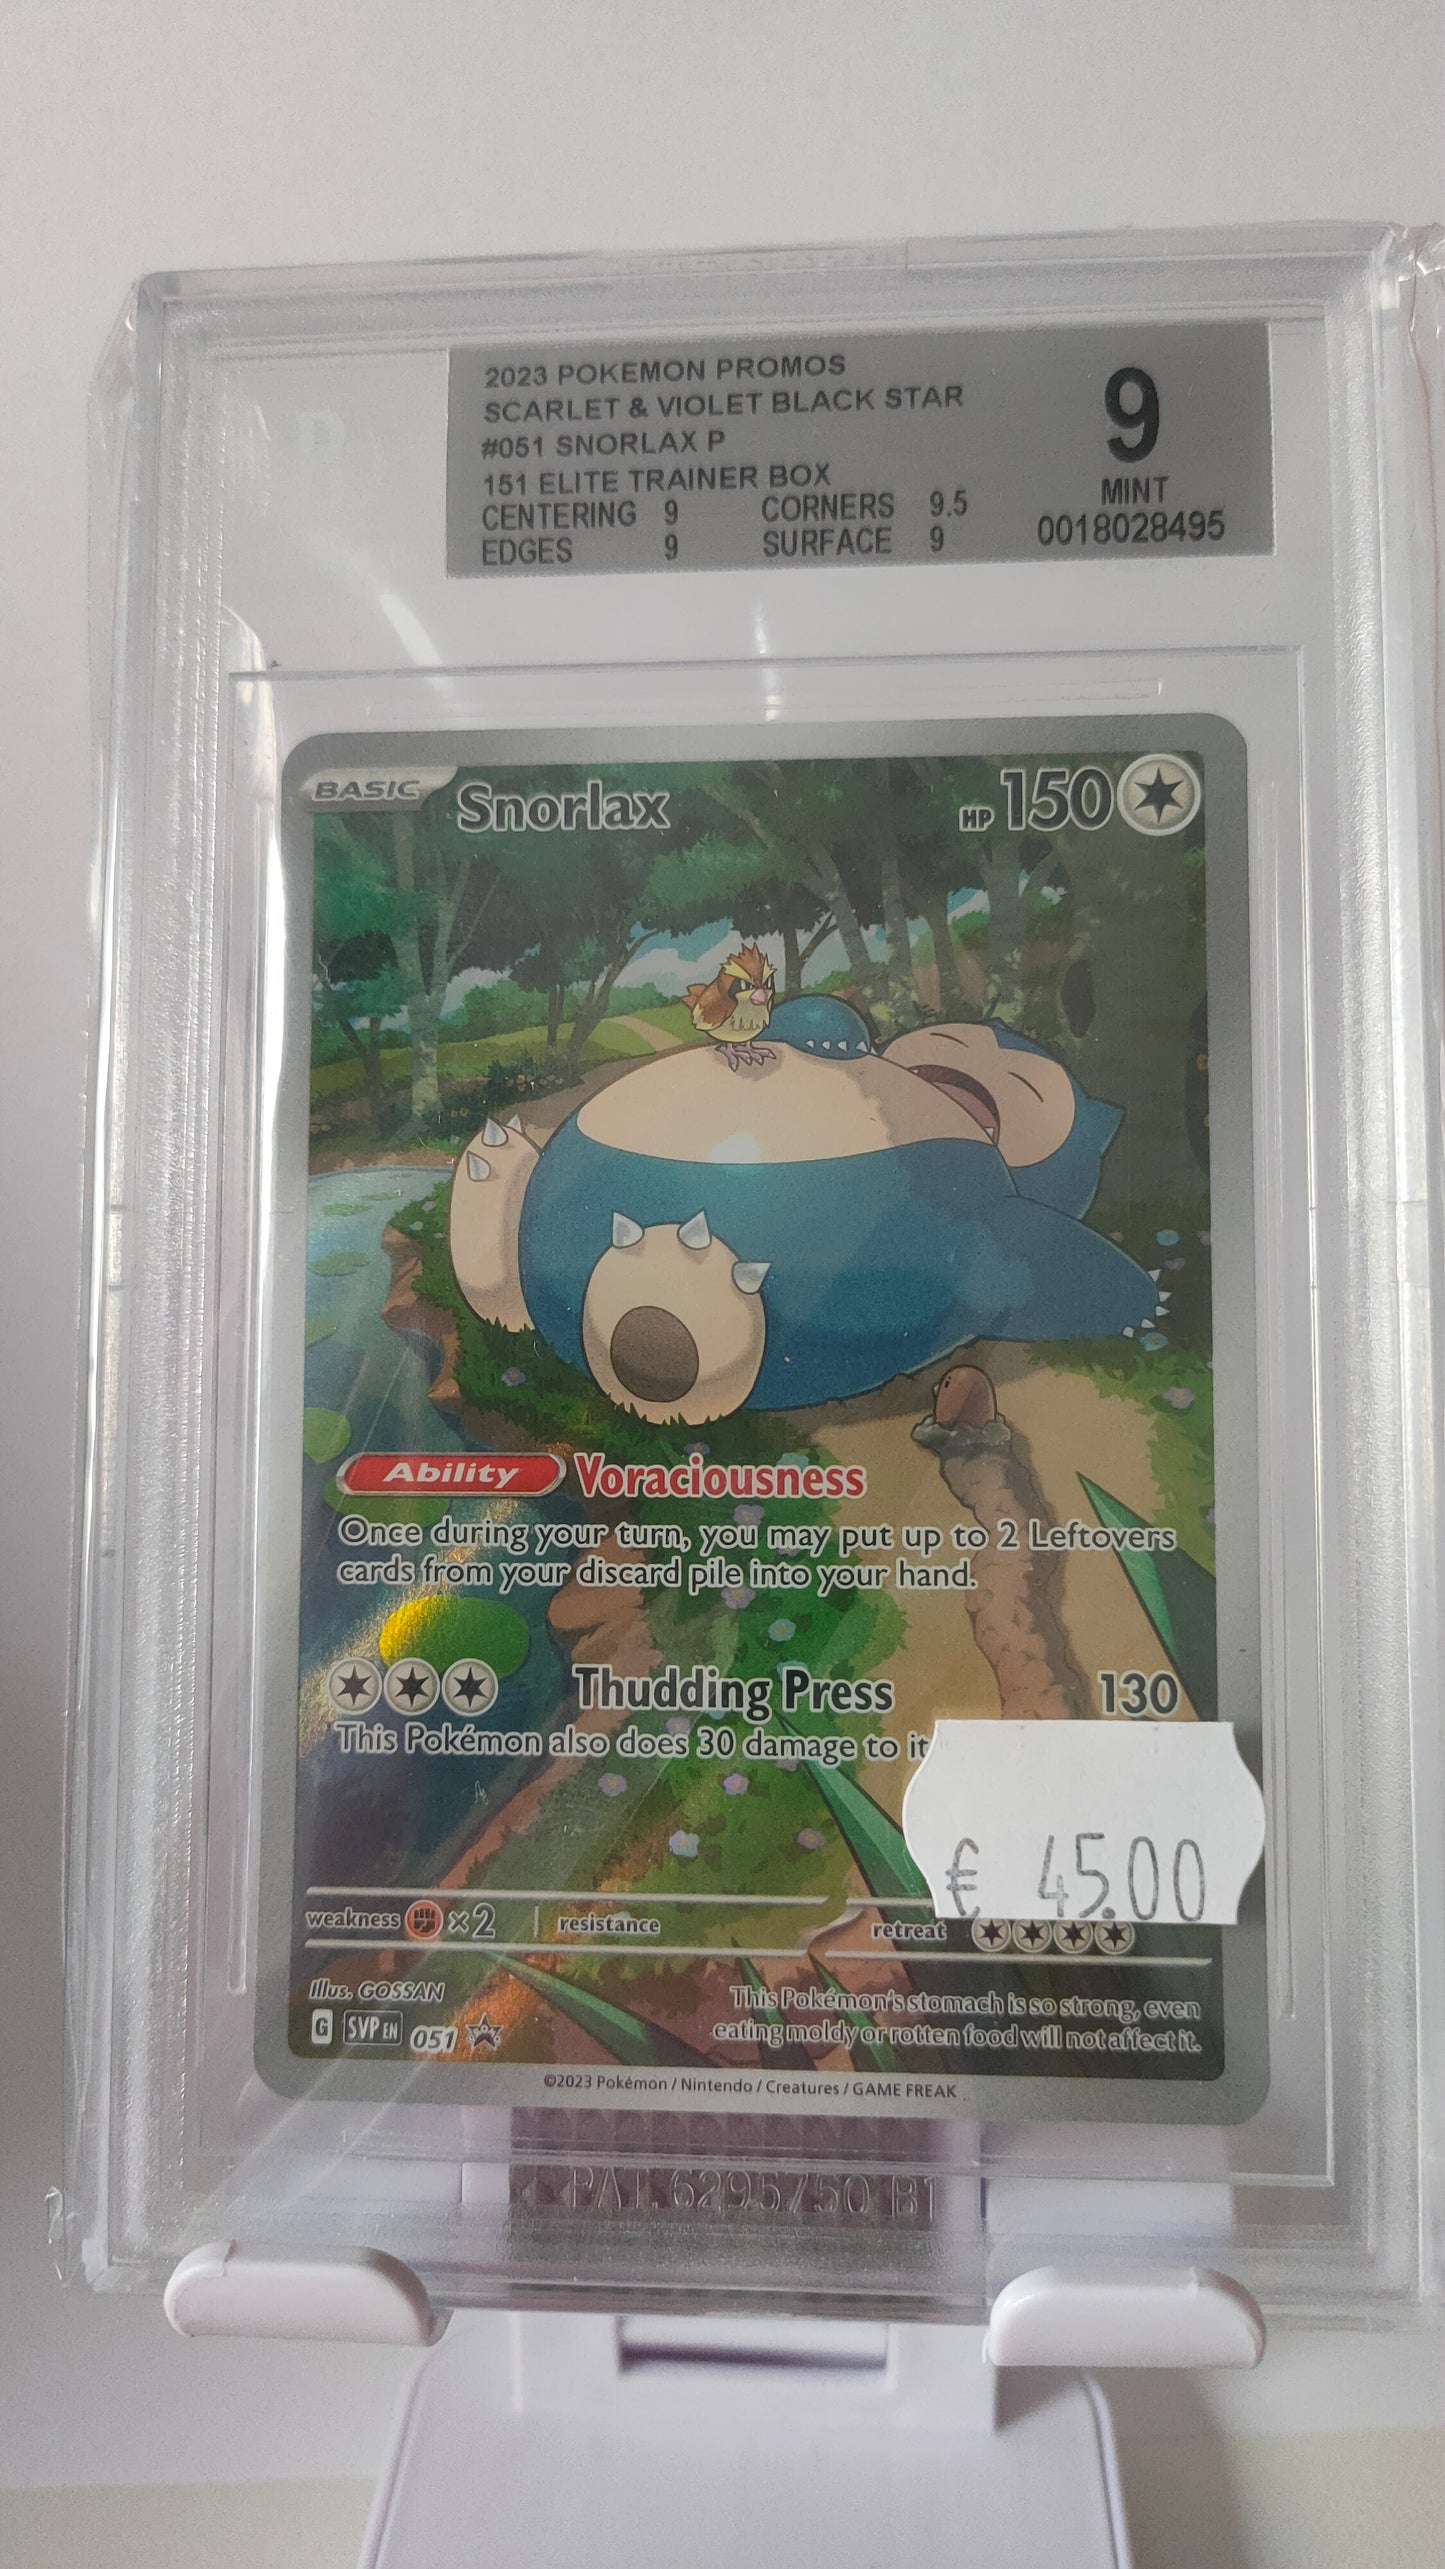 2023 POKEMON PROMOS
SCARLET & VIOLET BLACK STAR
#051 SNORLAX P
151 ELITE TRAINER BOX
CENTERING 9 CORNERS 9.5
EDGES 9 SURFACE 9
9
MINT
0018028495
BASIC Snorlax HP 150
Ability Voraciousness
Once during your turn, you may put up to 2 Leftovers
cards from your discard pile into your hand.
Thudding Press 130
This Pokémon also does 30 damage to it
€ 45.00
weakness ×2 resistance retreat
Illus. GOSSAN
G SVP EN 051
This Pokémon's stomach is so strong, even
eating moldy or rotten food will not affect it.
©2023 Pokémon / Nintendo / Creatures / GAME FREAK
PAT. 6295750 B1